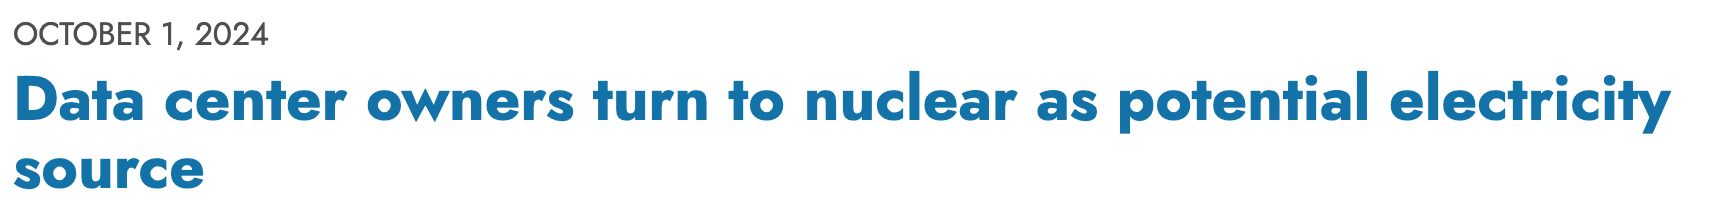 OCTOBER 1, 2024
Data center owners turn to nuclear as potential electricity
source